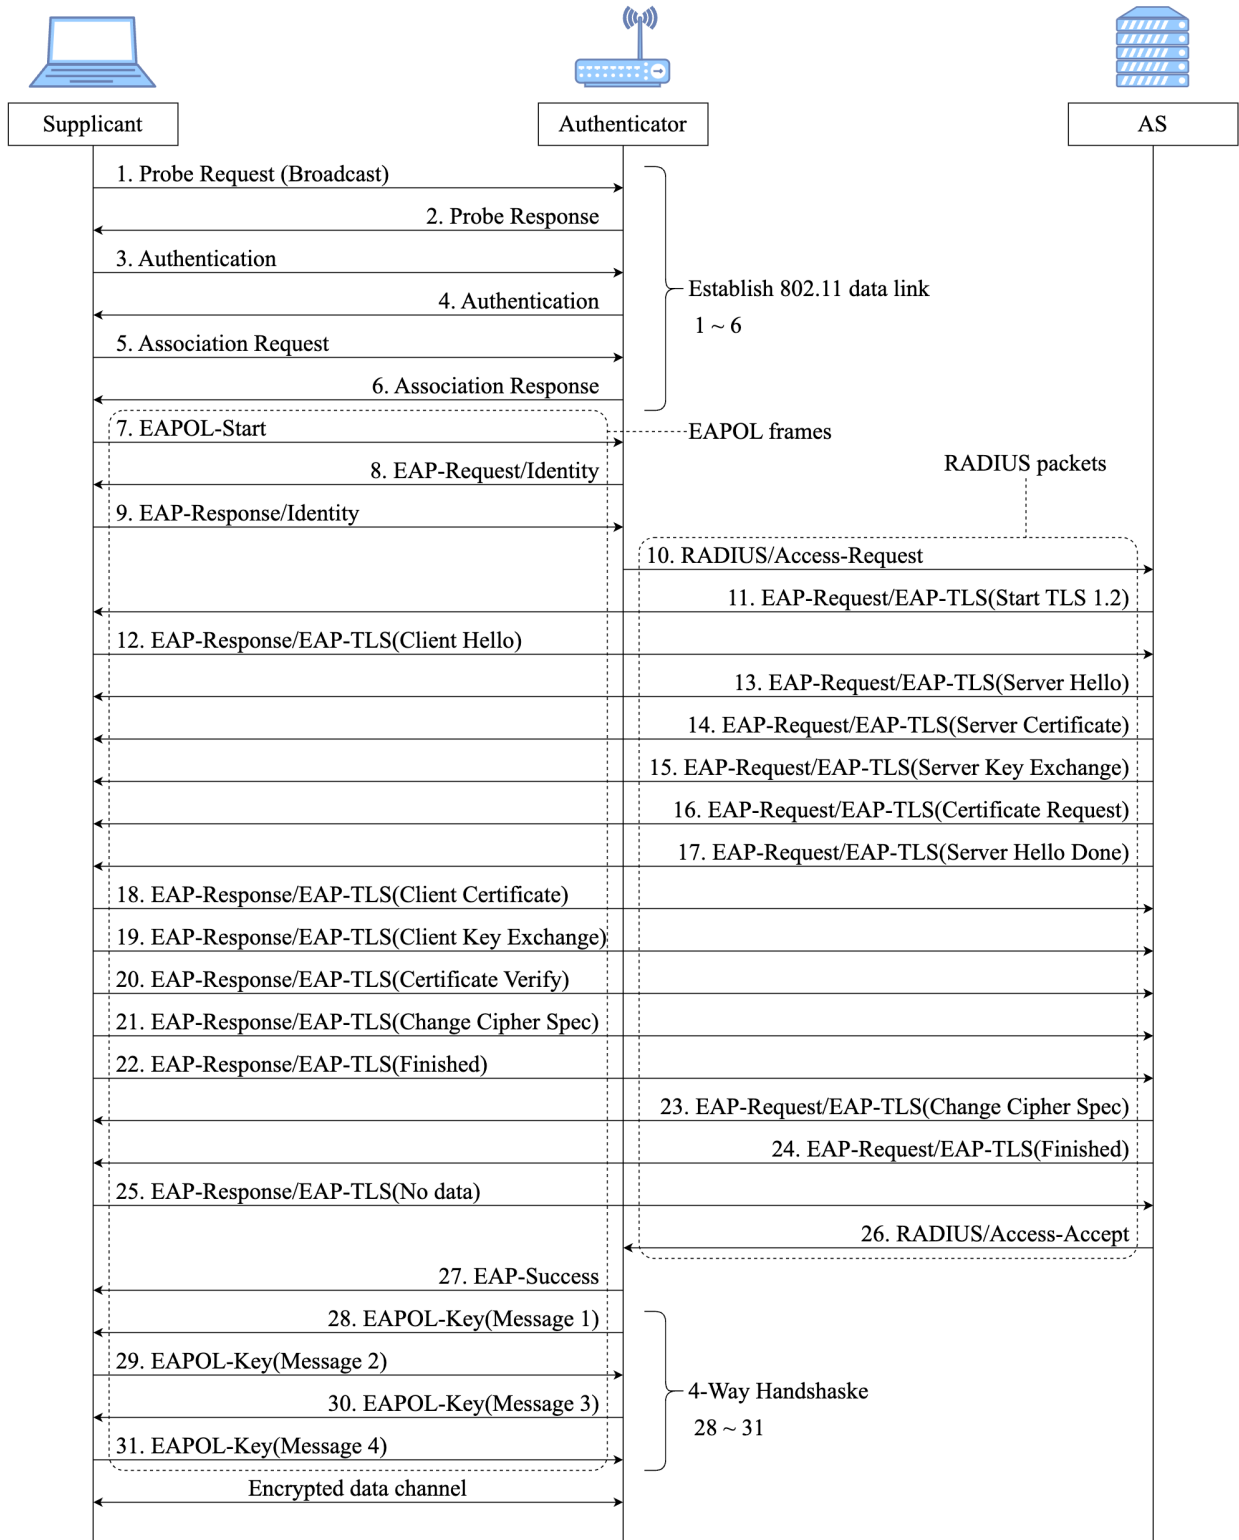 Supplicant
Authenticator
AS
1. Probe Request (Broadcast)
2. Probe Response
3. Authentication
Establish 802.11 data link
4. Authentication
1 ~ 6
5. Association Request
6. Association Response
7. EAPOL-Start
EAPOL frames
RADIUS packets
8. EAP-Request/Identity
9. EAP-Response/Identity
10. RADIUS/Access-Request
11. EAP-Request/EAP-TLS(Start TLS 1.2)
12. EAP-Response/EAP-TLS(Client Hello)
13. EAP-Request/EAP-TLS(Server Hello)
14. EAP-Request/EAP-TLS(Server Certificate)
15. EAP-Request/EAP-TLS(Server Key Exchange)
16. EAP-Request/EAP-TLS(Certificate Request)
17. EAP-Request/EAP-TLS(Server Hello Done)
18. EAP-Response/EAP-TLS(Client Certificate)
19. EAP-Response/EAP-TLS(Client Key Exchange)
20. EAP-Response/EAP-TLS(Certificate Verify)
21. EAP-Response/EAP-TLS(Change Cipher Spec)
22. EAP-Response/EAP-TLS(Finished)
23. EAP-Request/EAP-TLS(Change Cipher Spec)
24. EAP-Request/EAP-TLS(Finished)
25. EAP-Response/EAP-TLS(No data)
26. RADIUS/Access-Accept
27. EAP-Success
28. EAPOL-Key(Message 1)
29. EAPOL-Key(Message 2)
4-Way Handshaske
30. EAPOL-Key(Message 3)
28 ~ 31
31. EAPOL-Key(Message 4)
Encrypted data channel